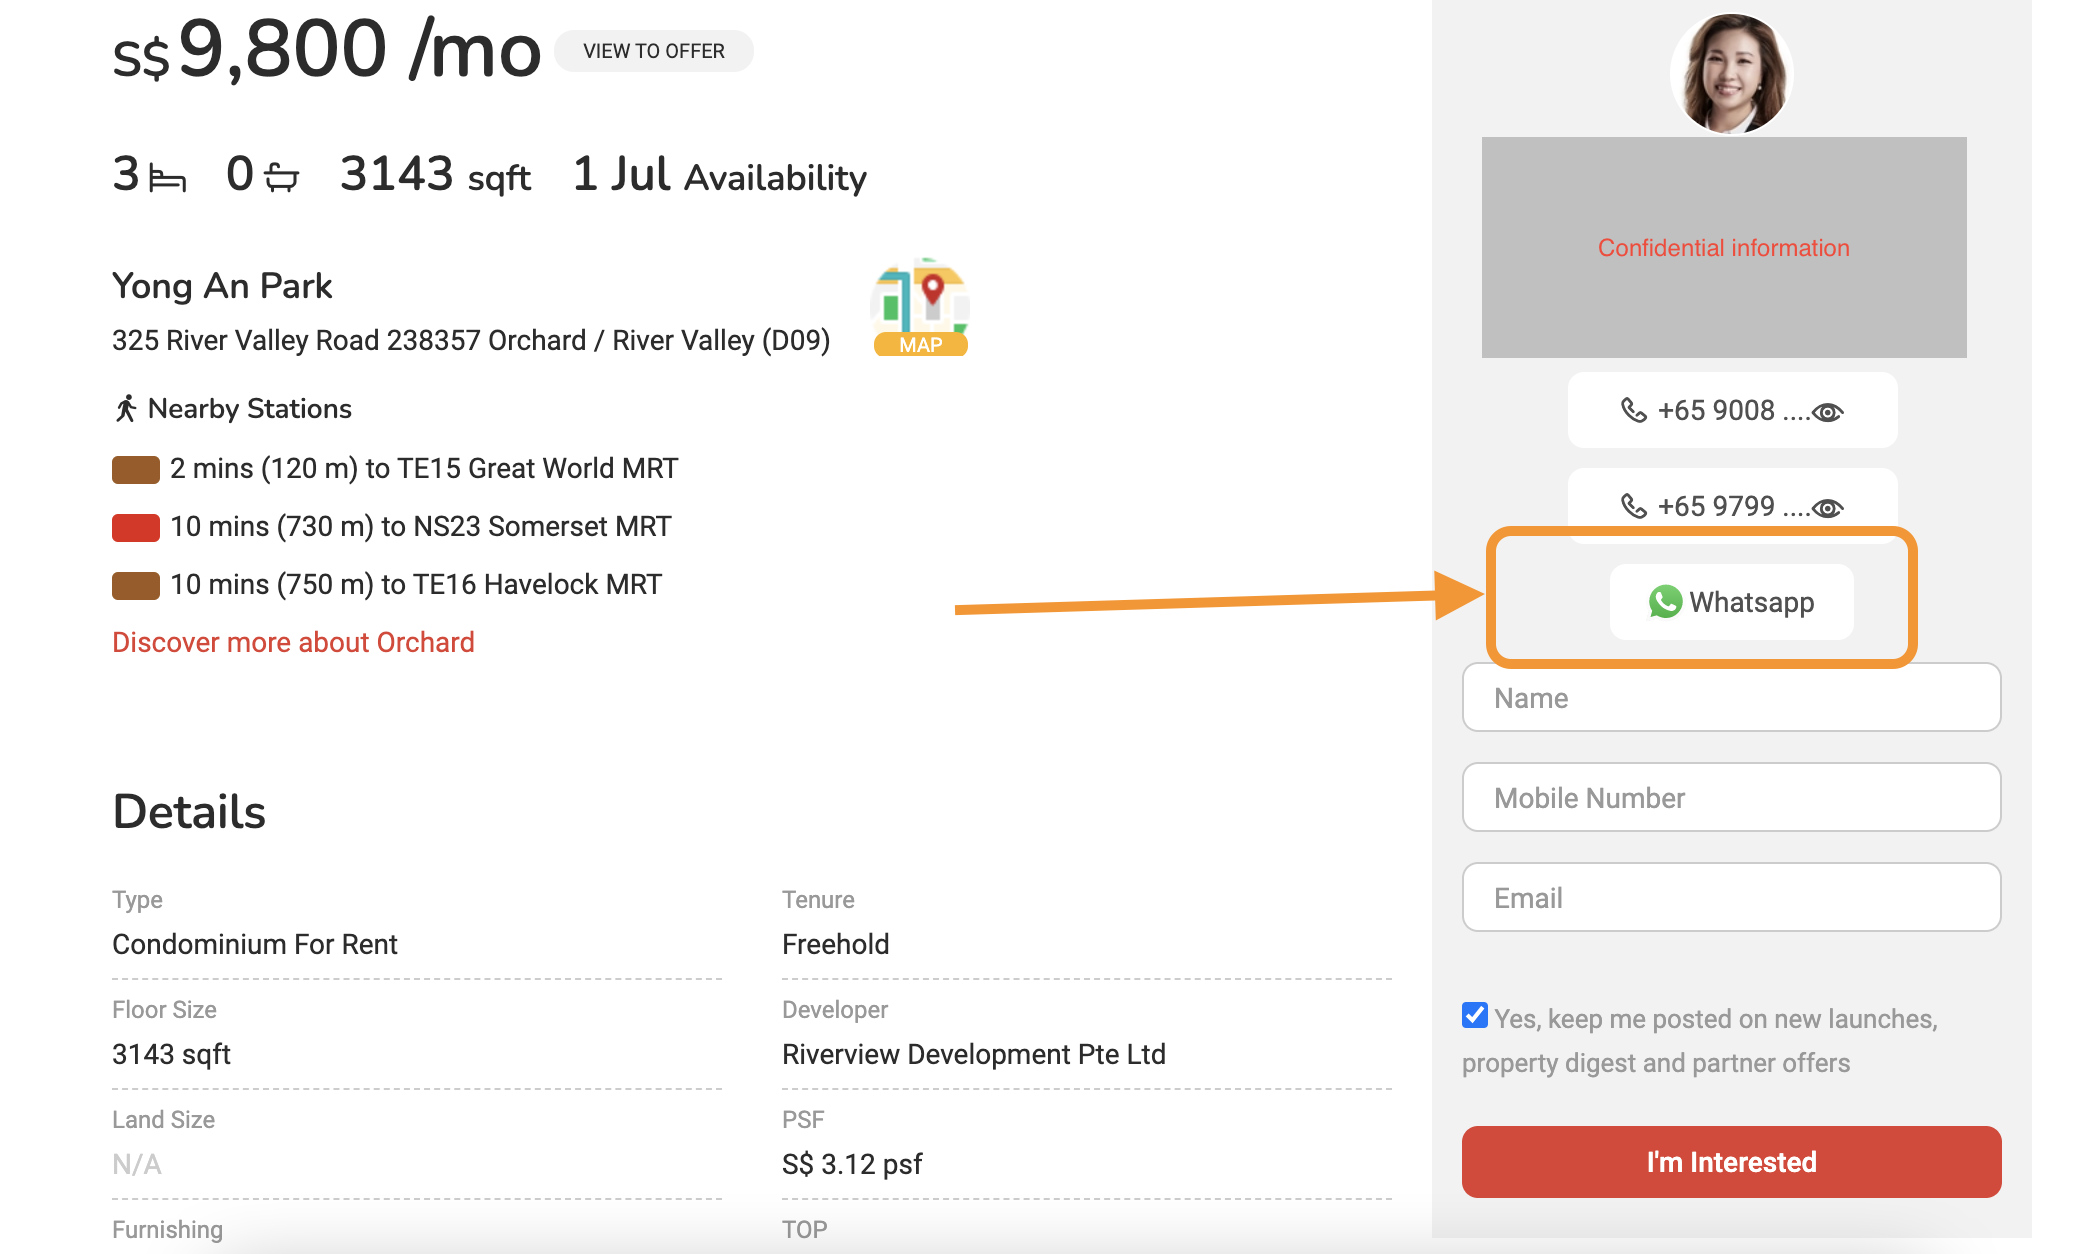 S$9,800 /mo VIEW TO OFFER
3 0 3143 sqft 1 Jul Availability
Yong An Park
325 River Valley Road 238357 Orchard / River Valley (D09)
MAP
Nearby Stations
2 mins (120 m) to TE15 Great World MRT
10 mins (730 m) to NS23 Somerset MRT
10 mins (750 m) to TE16 Havelock MRT
Discover more about Orchard
Details
Type
Condominium For Rent
Tenure
Freehold
Floor Size
3143 sqft
Developer
Riverview Development Pte Ltd
Land Size
N/A
PSF
S$ 3.12 psf
Furnishing
TOP
Confidential information
+65 9008 ....
+65 9799 ....
Whatsapp
Name
Mobile Number
Email
Yes, keep me posted on new launches,
property digest and partner offers
I'm Interested